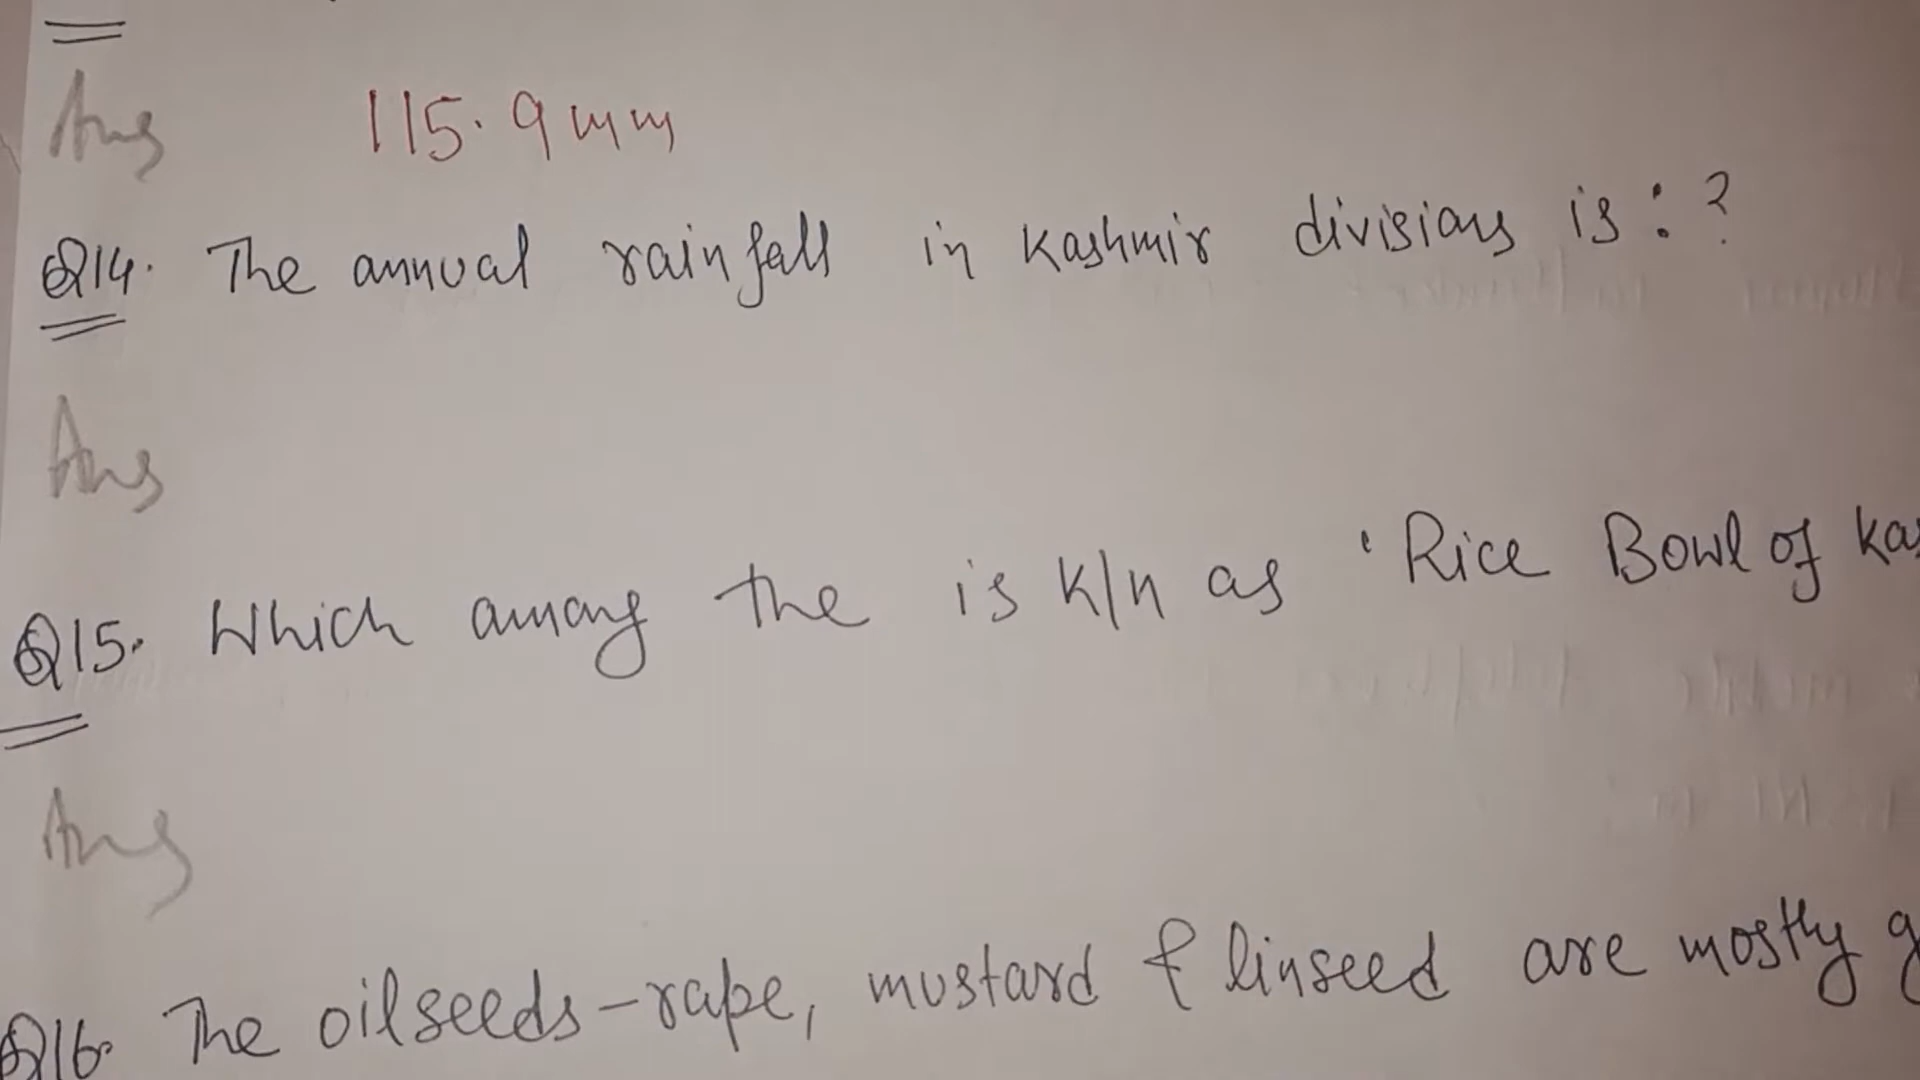 Ans 115.9mm
Q14. The annual rainfall in Kashmir divisions is : ?
Ans
Q15. Which among the is k/n as 'Rice Bowl of Kas
Ans
Q16. The oilseeds-rape, mustard & linseed are mostly g